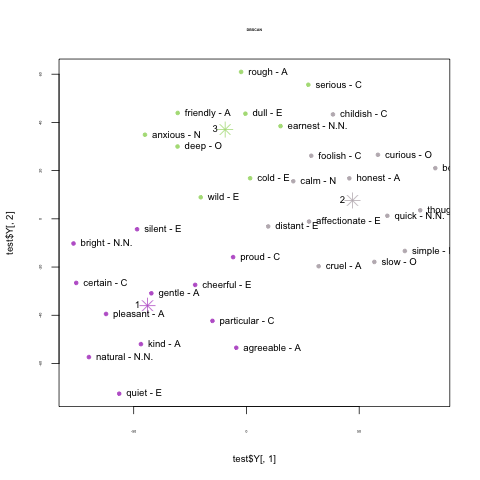 DBSCAN
rough - A
serious - C
friendly - A
dull - E
childish - C
3
earnest - N.N.
anxious - N
deep - O
foolish - C
curious - O
cold - E
calm - N
honest - A
wild - E
2
distant - E
affectionate - E
quick - N.N.
silent - E
bright - N.N.
proud - C
simple -
slow - O
cruel - A
certain - C
cheerful - E
gentle - A
1
pleasant - A
particular - C
kind - A
agreeable - A
natural - N.N.
quiet - E
test$Y[, 1]
test$Y[, 2]